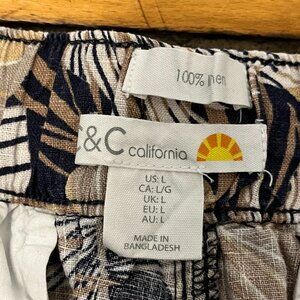 100% linen
C&C california
US: L
CA: L/G
UK: L
EU: L
AU: L
MADE IN
BANGLADESH